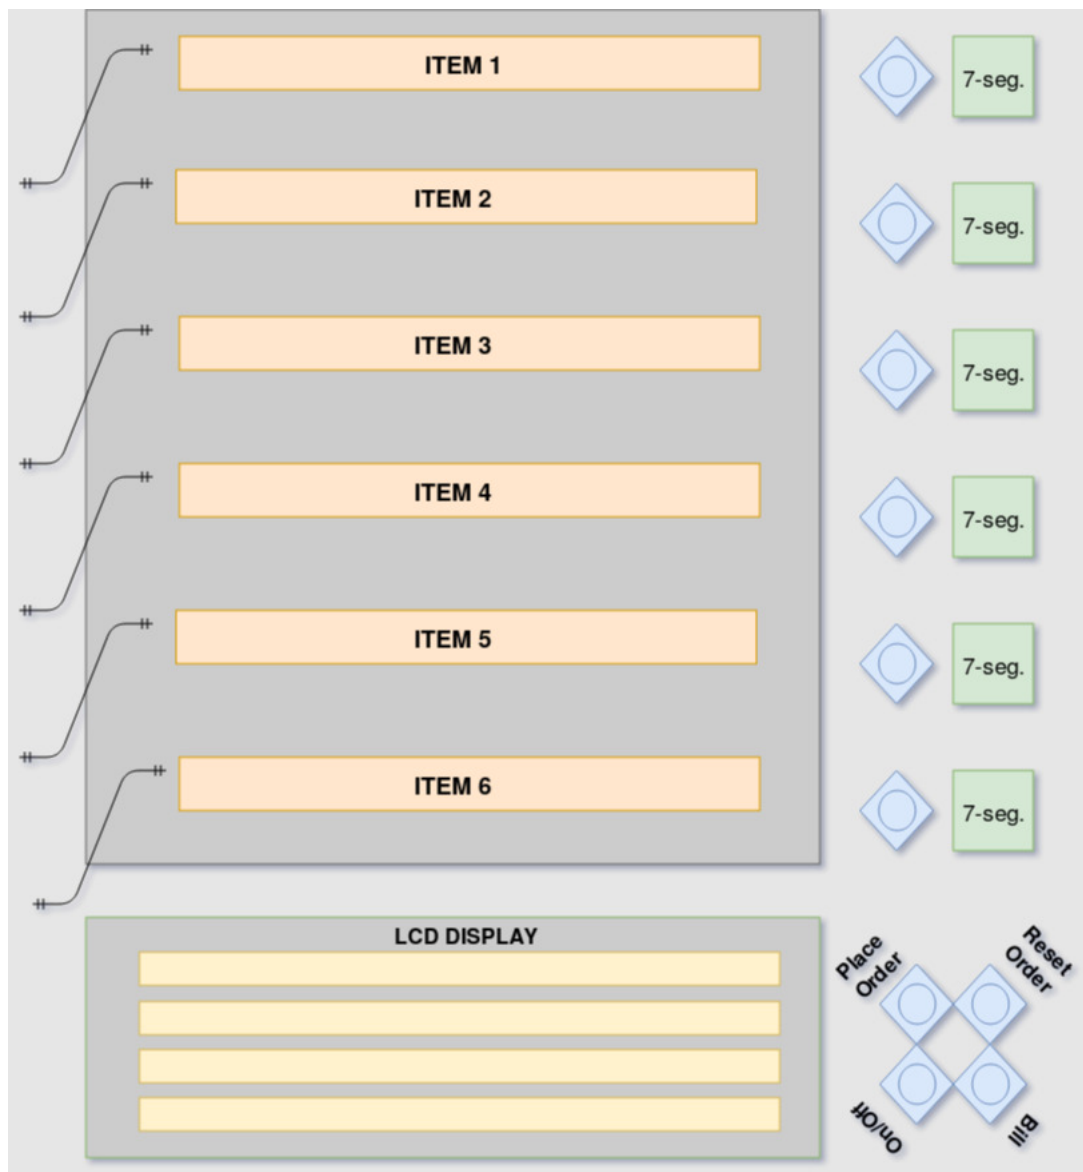 ITEM 1
7-seg.
ITEM 2
7-seg.
ITEM 3
7-seg.
ITEM 4
7-seg.
ITEM 5
7-seg.
ITEM 6
7-seg.
LCD DISPLAY
Place
Order
Reset
Order
On/Off
Bill